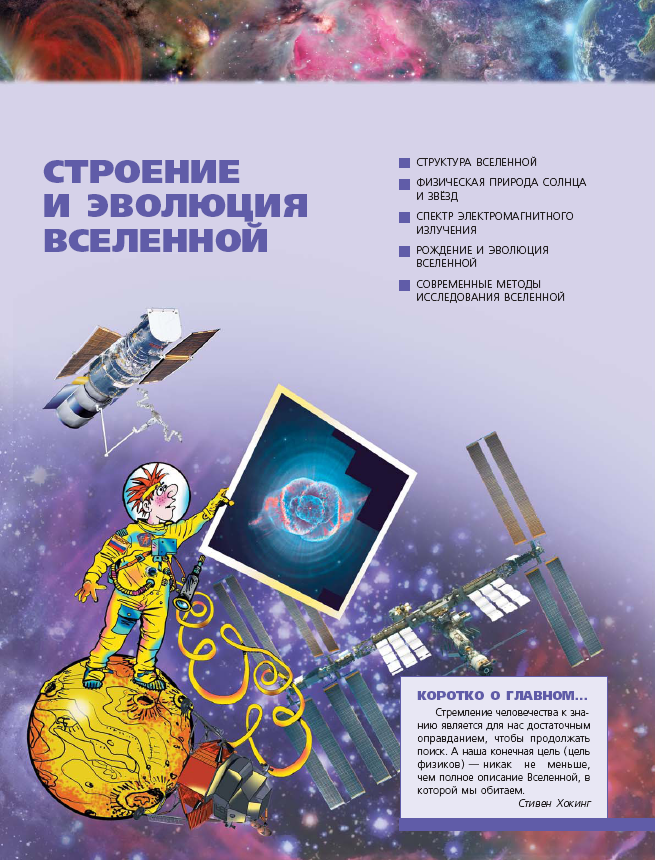 СТРОЕНИЕ
И ЭВОЛЮЦИЯ
ВСЕЛЕННОЙ
СТРУКТУРА ВСЕЛЕННОЙ
ФИЗИЧЕСКАЯ ПРИРОДА СОЛНЦА
И ЗВЁЗД
СПЕКТР ЭЛЕКТРОМАГНИТНОГО
ИЗЛУЧЕНИЯ
РОЖДЕНИЕ И ЭВОЛЮЦИЯ
ВСЕЛЕННОЙ
СОВРЕМЕННЫЕ МЕТОДЫ
ИССЛЕДОВАНИЯ ВСЕЛЕННОЙ
КОРОТКО О ГЛАВНОМ...
Стремление человечества к зна-
нию является для нас достаточным
оправданием, чтобы продолжать
поиск. А наша конечная цель (цель
физиков) — никак не меньше,
чем полное описание Вселенной, в
которой мы обитаем.
Стивен Хокинг